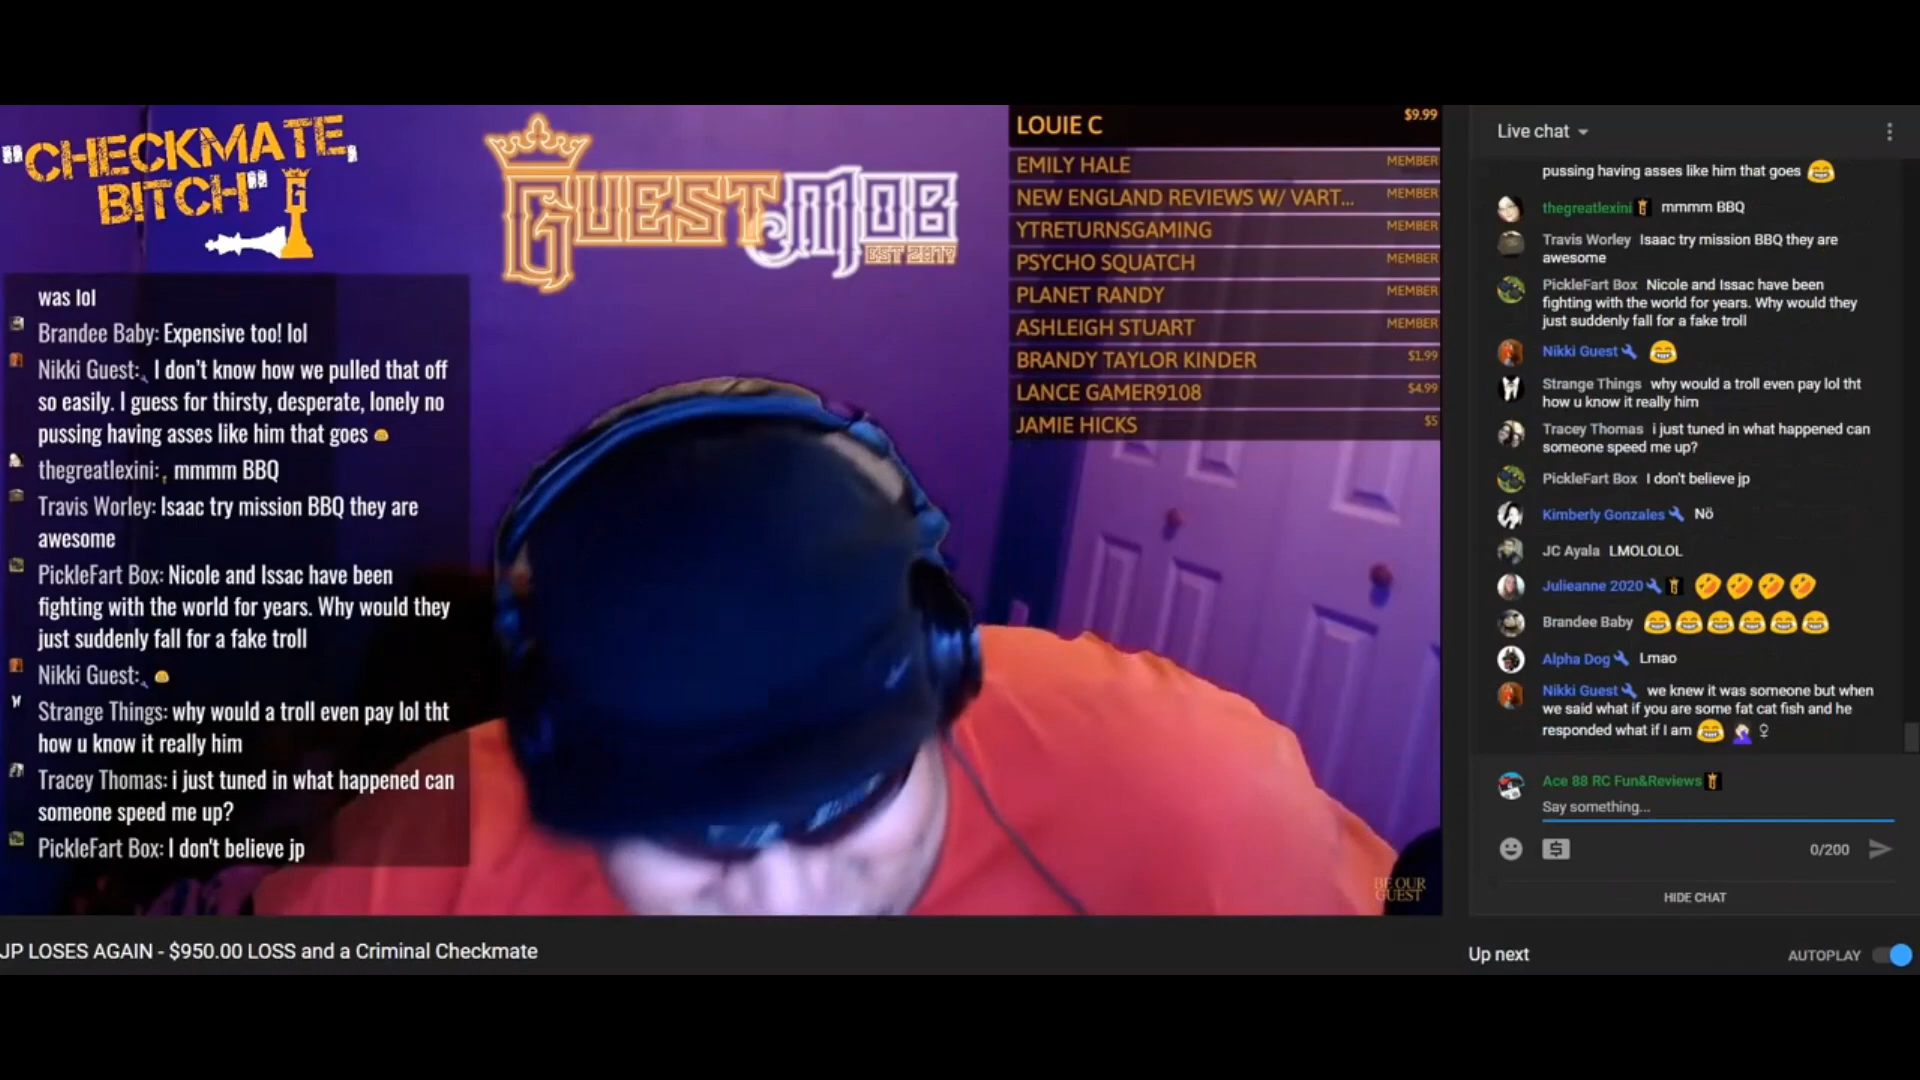 "CHECKMATE,
BITCH"
G
GUEST MOB
EST 2017
LOUIE C $9.99
EMILY HALE MEMBER
NEW ENGLAND REVIEWS W/ VART... MEMBER
YTRETURNSGAMING MEMBER
PSYCHO SQUATCH MEMBER
PLANET RANDY MEMBER
ASHLEIGH STUART MEMBER
BRANDY TAYLOR KINDER $1.99
LANCE GAMER9108 $4.99
JAMIE HICKS $5
was lol
Brandee Baby: Expensive too! lol
Nikki Guest: I don't know how we pulled that off
so easily. I guess for thirsty, desperate, lonely no
pussing having asses like him that goes 😂
thegreatlexini: mmmm BBQ
Travis Worley: Isaac try mission BBQ they are
awesome
PickleFart Box: Nicole and Issac have been
fighting with the world for years. Why would they
just suddenly fall for a fake troll
Nikki Guest: 😂
Strange Things: why would a troll even pay lol tht
how u know it really him
Tracey Thomas: i just tuned in what happened can
someone speed me up?
PickleFart Box: I don't believe jp
BE OUR
GUEST
JP LOSES AGAIN - $950.00 LOSS and a Criminal Checkmate
Live chat
pussing having asses like him that goes 😂
thegreatlexini mmmm BBQ
Travis Worley Isaac try mission BBQ they are
awesome
PickleFart Box Nicole and Issac have been
fighting with the world for years. Why would they
just suddenly fall for a fake troll
Nikki Guest 😂
Strange Things why would a troll even pay lol tht
how u know it really him
Tracey Thomas i just tuned in what happened can
someone speed me up?
PickleFart Box I don't believe jp
Kimberly Gonzales Nö
JC Ayala LMOLOLOL
Julieanne 2020 🤣🤣🤣🤣
Brandee Baby 😂😂😂😂😂😂
Alpha Dog Lmao
Nikki Guest we knew it was someone but when
we said what if you are some fat cat fish and he
responded what if I am 😂 🤦 ♀
Ace 88 RC Fun&Reviews
Say something...
0/200
HIDE CHAT
Up next AUTOPLAY